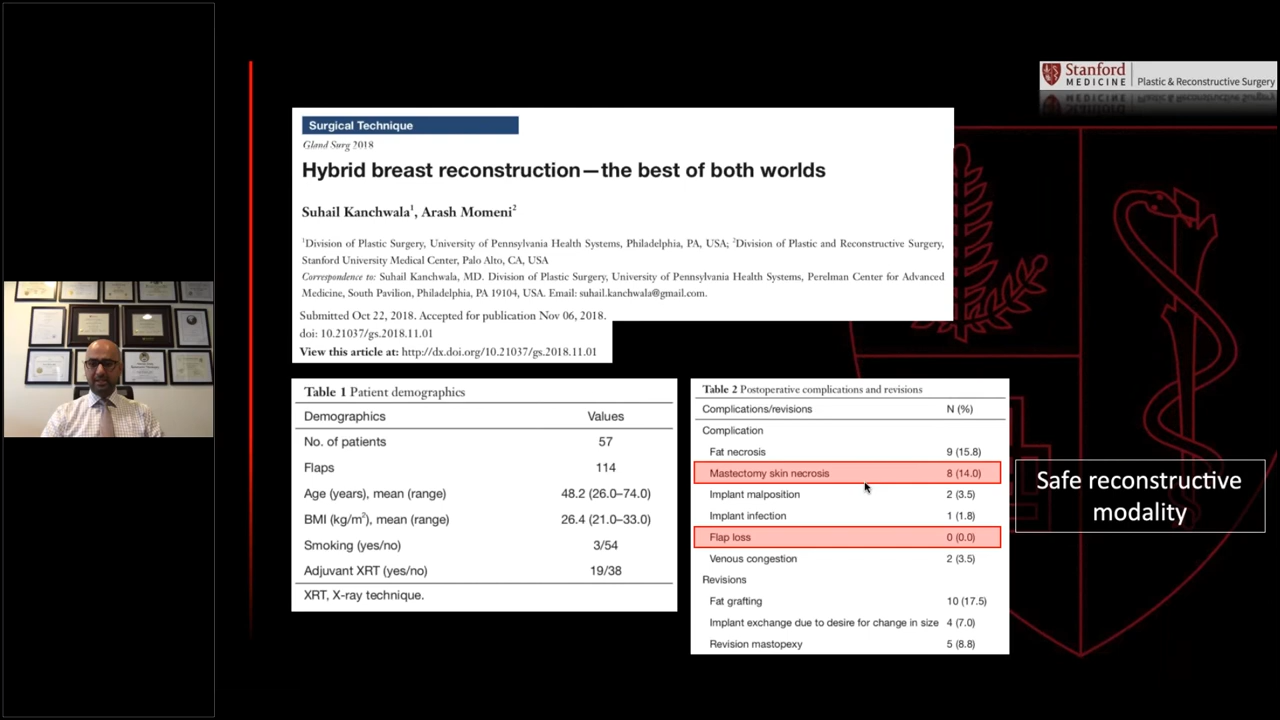 Stanford
MEDICINE
Plastic & Reconstructive Surgery
Surgical Technique
Gland Surg 2018
Hybrid breast reconstruction—the best of both worlds
Suhail Kanchwala1, Arash Momeni2
1Division of Plastic Surgery, University of Pennsylvania Health Systems, Philadelphia, PA, USA; 2Division of Plastic and Reconstructive Surgery,
Stanford University Medical Center, Palo Alto, CA, USA
Correspondence to: Suhail Kanchwala, MD. Division of Plastic Surgery, University of Pennsylvania Health Systems, Perelman Center for Advanced
Medicine, South Pavilion, Philadelphia, PA 19104, USA. Email: suhail.kanchwala@gmail.com.
Submitted Oct 22, 2018. Accepted for publication Nov 06, 2018.
doi: 10.21037/gs.2018.11.01
View this article at: http://dx.doi.org/10.21037/gs.2018.11.01
Table 1 Patient demographics
Demographics Values
No. of patients 57
Flaps 114
Age (years), mean (range) 48.2 (26.0–74.0)
BMI (kg/m2), mean (range) 26.4 (21.0–33.0)
Smoking (yes/no) 3/54
Adjuvant XRT (yes/no) 19/38
XRT, X-ray technique.
Table 2 Postoperative complications and revisions
Complications/revisions N (%)
Complication
Fat necrosis 9 (15.8)
Mastectomy skin necrosis 8 (14.0)
Implant malposition 2 (3.5)
Implant infection 1 (1.8)
Flap loss 0 (0.0)
Venous congestion 2 (3.5)
Revisions
Fat grafting 10 (17.5)
Implant exchange due to desire for change in size 4 (7.0)
Revision mastopexy 5 (8.8)
Safe reconstructive
modality